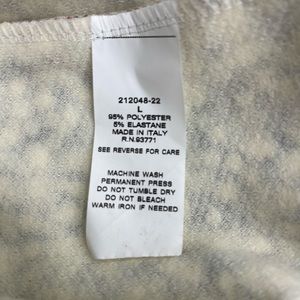 212048-22
L
95% POLYESTER
5% ELASTANE
MADE IN ITALY
R.N.93771
SEE REVERSE FOR CARE
MACHINE WASH
PERMANENT PRESS
DO NOT TUMBLE DRY
DO NOT BLEACH
WARM IRON IF NEEDED